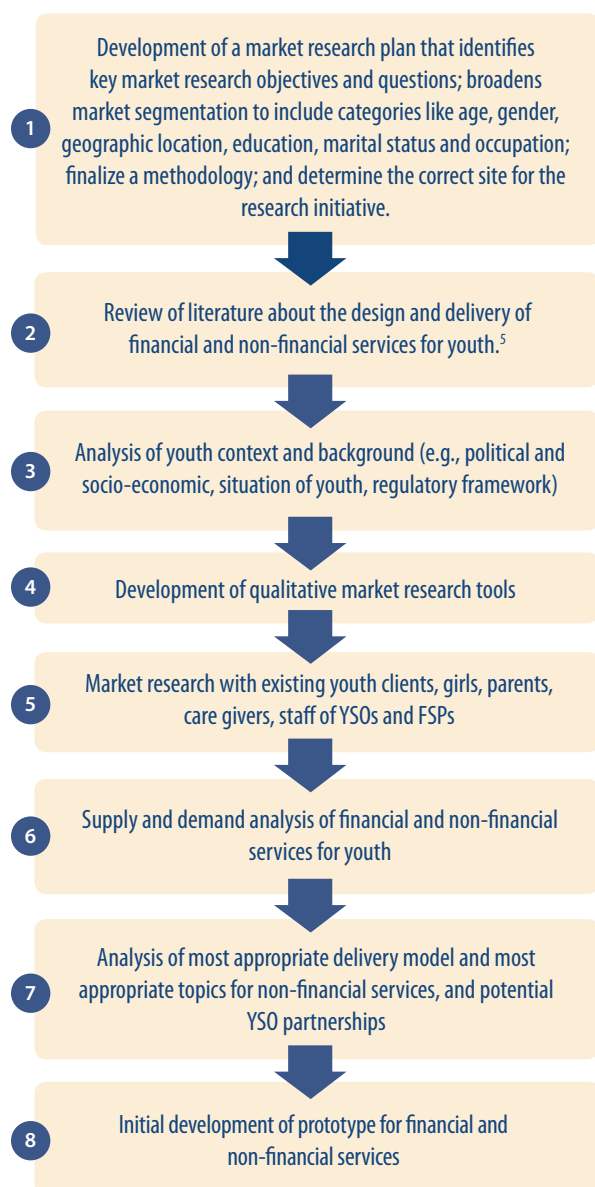 1
Development of a market research plan that identifies
key market research objectives and questions; broadens
market segmentation to include categories like age, gender,
geographic location, education, marital status and occupation;
finalize a methodology; and determine the correct site for the
research initiative.
2
Review of literature about the design and delivery of
financial and non-financial services for youth.5
3
Analysis of youth context and background (e.g., political and
socio-economic, situation of youth, regulatory framework)
4
Development of qualitative market research tools
5
Market research with existing youth clients, girls, parents,
care givers, staff of YSOs and FSPs
6
Supply and demand analysis of financial and non-financial
services for youth
7
Analysis of most appropriate delivery model and most
appropriate topics for non-financial services, and potential
YSO partnerships
8
Initial development of prototype for financial and
non-financial services